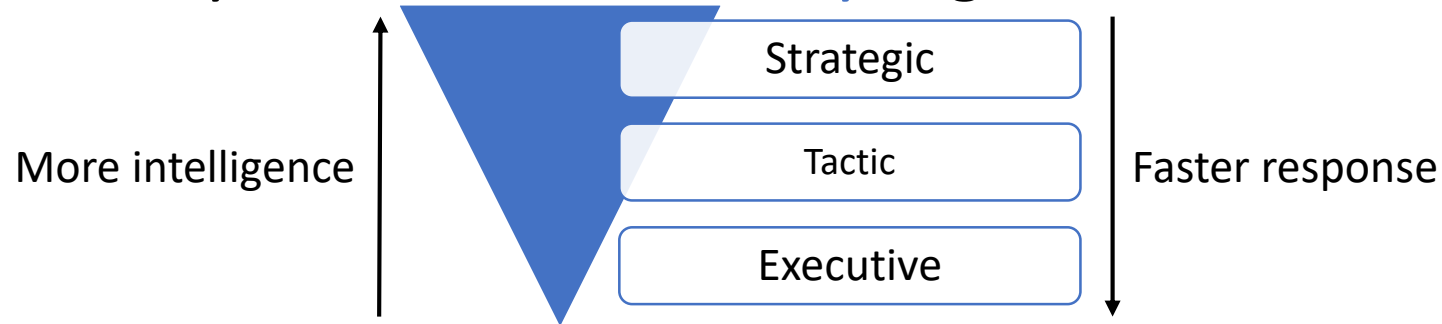 Strategic
More intelligence
Tactic
Faster response
Executive